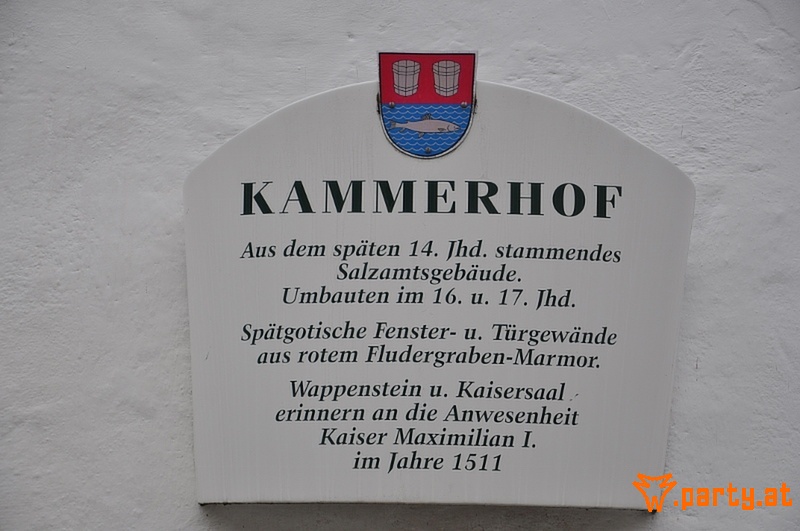 KAMMERHOF
Aus dem späten 14. Jhd. stammendes
Salzamtsgebäude.
Umbauten im 16. u. 17. Jhd.
Spätgotische Fenster- u. Türgewände
aus rotem Fludergraben-Marmor.
Wappenstein u. Kaisersaal
erinnern an die Anwesenheit
Kaiser Maximilian I.
im Jahre 1511
party.at